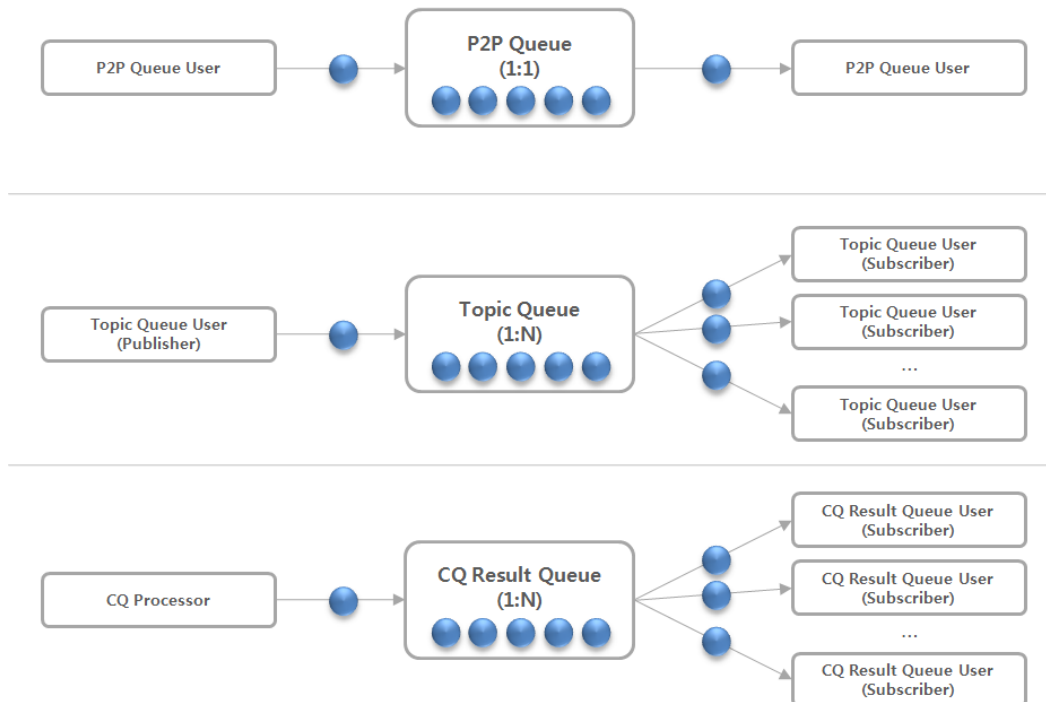 P2P Queue User
P2P Queue
(1:1)
P2P Queue User
Topic Queue User
(Publisher)
Topic Queue
(1:N)
Topic Queue User
(Subscriber)
Topic Queue User
(Subscriber)
...
Topic Queue User
(Subscriber)
CQ Processor
CQ Result Queue
(1:N)
CQ Result Queue User
(Subscriber)
CQ Result Queue User
(Subscriber)
...
CQ Result Queue User
(Subscriber)